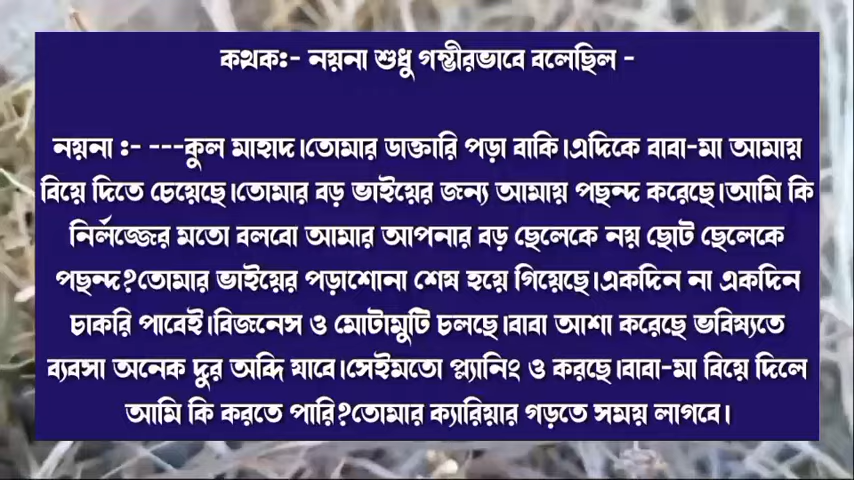 কথক:- নয়না শুধু গম্ভীরভাবে বলেছিল -
নয়না :- ---কুল মাহাদ।তোমার ডাক্তারি পড়া বাকি।এদিকে বাবা-মা আমায়
বিয়ে দিতে চেয়েছে।তোমার বড় ভাইয়ের জন্য আমায় পছন্দ করেছে।আমি কি
নির্লজ্জের মতো বলবো আমার আপনার বড় ছেলেকে নয় ছোট ছেলেকে
পছন্দ?তোমার ভাইয়ের পড়াশোনা শেষ হয়ে গিয়েছে।একদিন না একদিন
চাকরি পাবেই।বিজনেস ও মোটামুটি চলছে।বাবা আশা করেছে ভবিষ্যতে
ব্যবসা অনেক দুর অব্দি যাবে।সেইমতো প্ল্যানিং ও করছে।বাবা-মা বিয়ে দিলে
আমি কি করতে পারি?তোমার ক্যারিয়ার গড়তে সময় লাগবে।